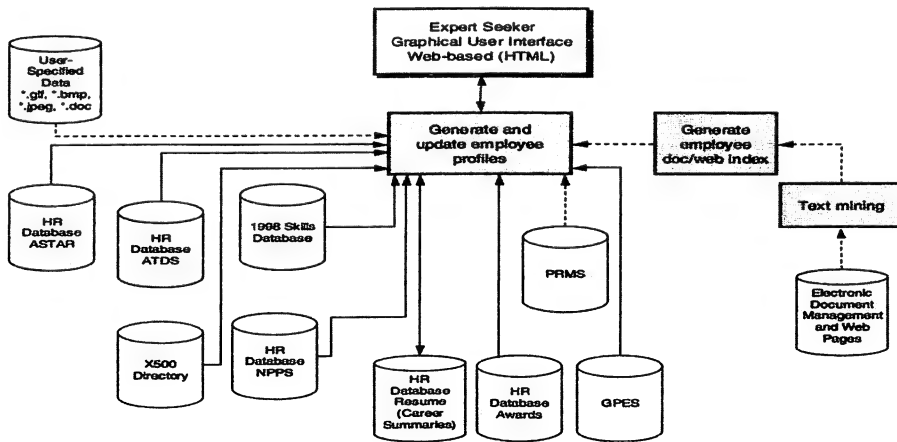 Expert Seeker
Graphical User Interface
Web-based (HTML)
User-
Specified
Data
*.gtf, *.bmp,
*.jpeg, *.doc
Generate and
update employee
profiles
Generate
employee
doc/web index
Text mining
HR
Database
ASTAR
HR
Database
ATDS
1998 Skills
Database
PRMS
Electronic
Document
Management
and Web
Pages
X500
Directory
HR
Database
NPPS
HR
Database
Resume
(Career
Summaries)
HR
Database
Awards
GPES